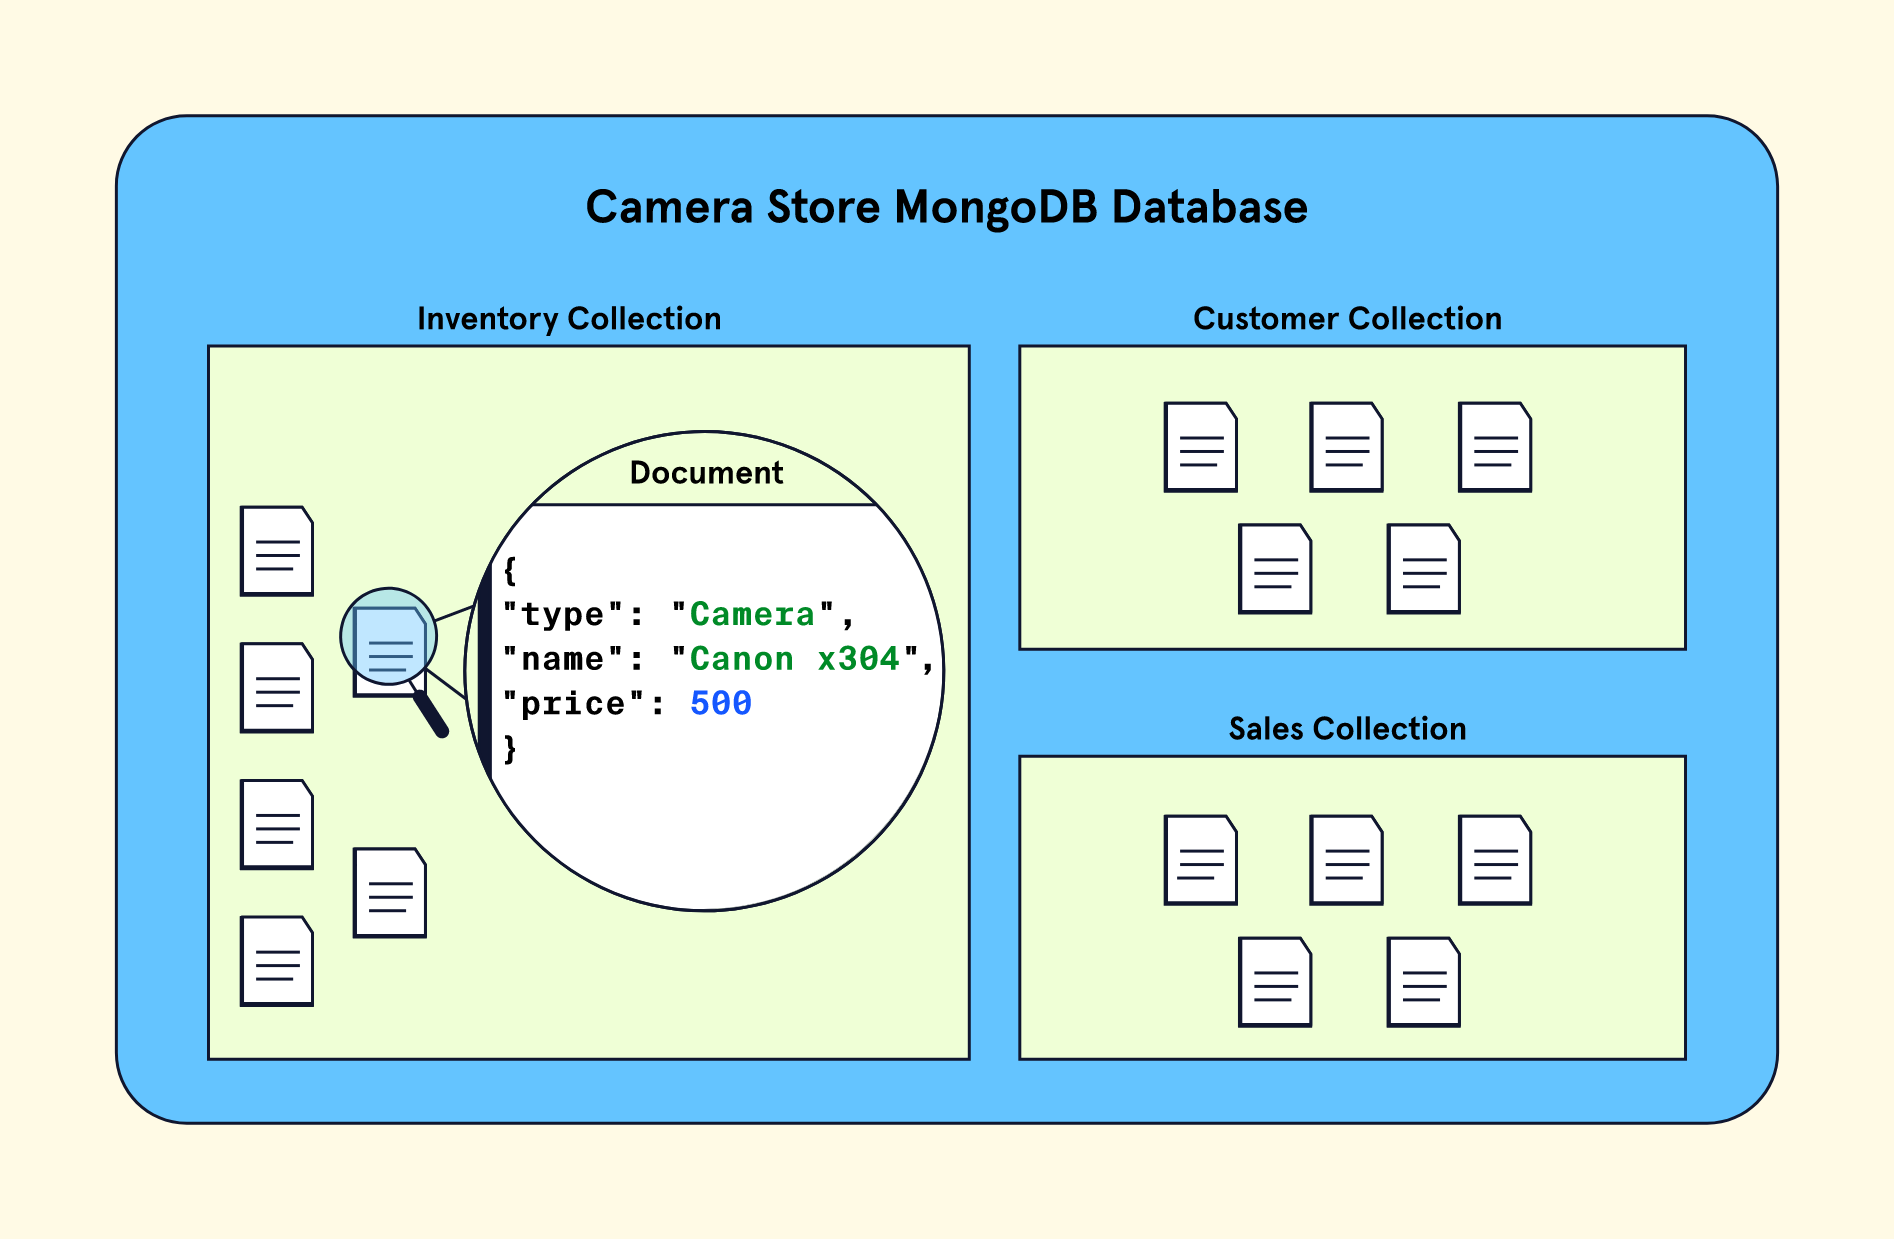 Camera Store MongoDB Database
Inventory Collection
Document
{
"type": "Camera",
"name": "Canon x304",
"price": 500
}
Customer Collection
Sales Collection